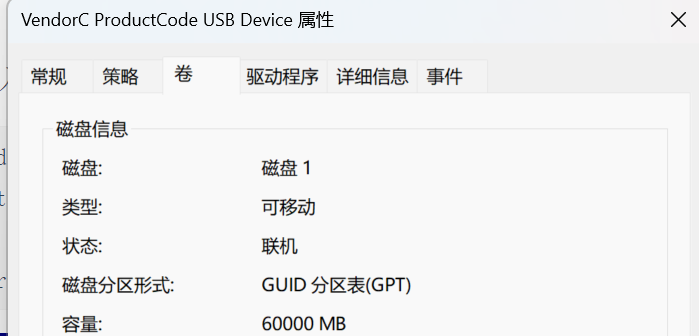 VendorC ProductCode USB Device 属性
常规 策略 卷 驱动程序 详细信息 事件
磁盘信息
磁盘: 磁盘 1
类型: 可移动
状态: 联机
磁盘分区形式: GUID 分区表(GPT)
容量: 60000 MB